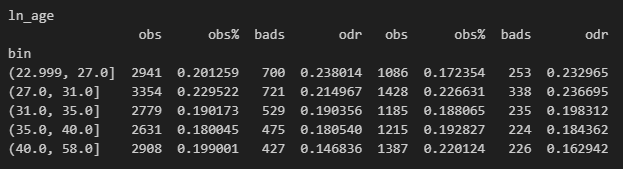 ln_age
obs obs% bads odr obs obs% bads odr
bin
(22.999, 27.0] 2941 0.201259 700 0.238014 1086 0.172354 253 0.232965
(27.0, 31.0] 3354 0.229522 721 0.214967 1428 0.226631 338 0.236695
(31.0, 35.0] 2779 0.190173 529 0.190356 1185 0.188065 235 0.198312
(35.0, 40.0] 2631 0.180045 475 0.180540 1215 0.192827 224 0.184362
(40.0, 58.0] 2908 0.199001 427 0.146836 1387 0.220124 226 0.162942